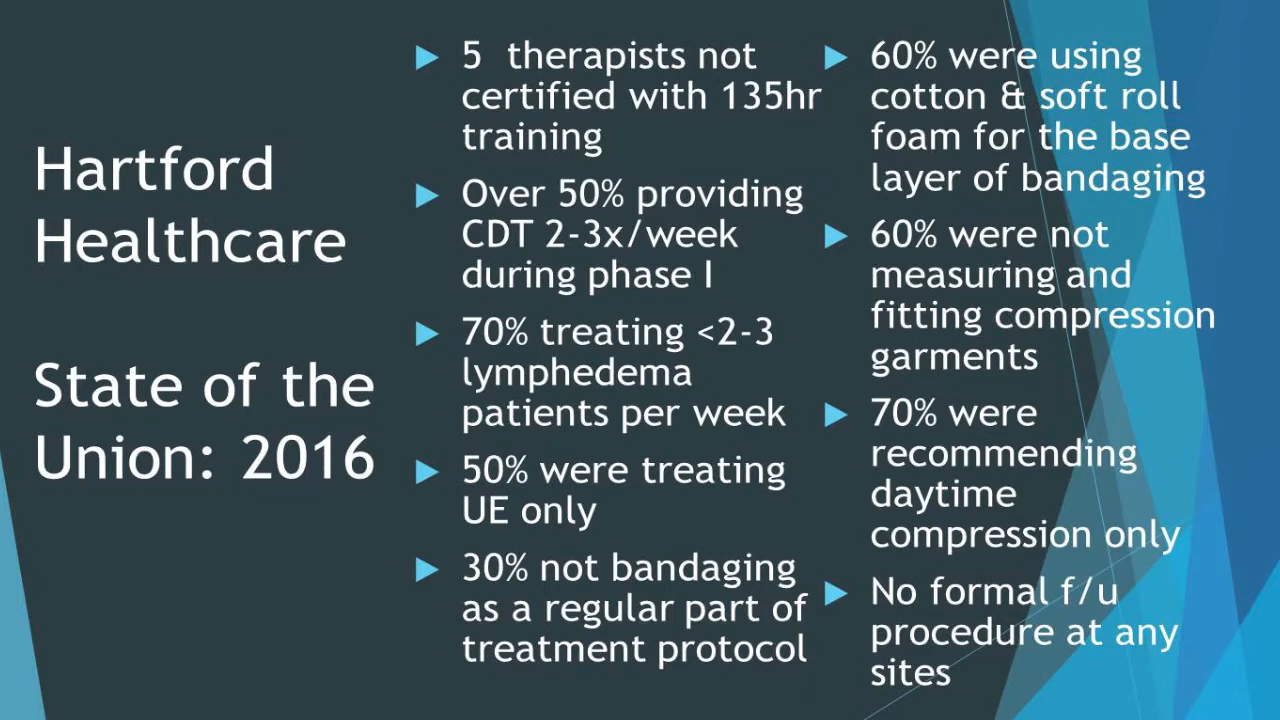 Hartford
Healthcare
State of the
Union: 2016
5 therapists not
certified with 135hr
training
Over 50% providing
CDT 2-3x/week
during phase I
70% treating <2-3
lymphedema
patients per week
50% were treating
UE only
30% not bandaging
as a regular part of
treatment protocol
60% were using
cotton & soft roll
foam for the base
layer of bandaging
60% were not
measuring and
fitting compression
garments
70% were
recommending
daytime
compression only
No formal f/u
procedure at any
sites